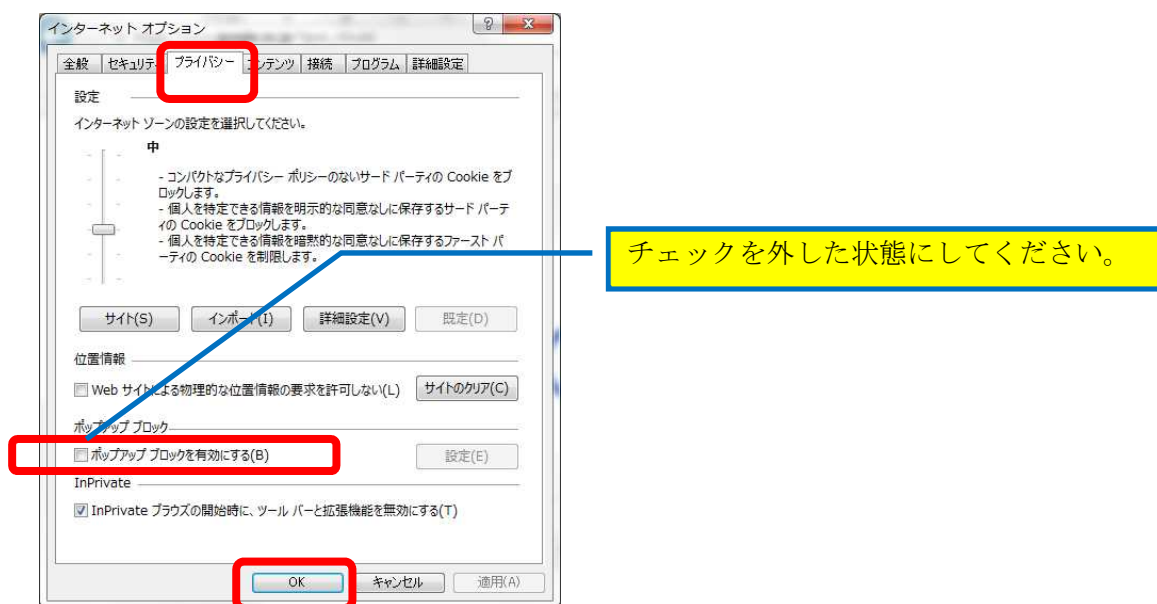 インターネット オプション
全般 セキュリティ プライバシー コンテンツ 接続 プログラム 詳細設定
設定
インターネット ゾーンの設定を選択してください。
中
- コンパクトなプライバシー ポリシーのないサード パーティの Cookie をブ
ロックします。
- 個人を特定できる情報を明示的な同意なしに保存するサード パーテ
ィの Cookie をブロックします。
- 個人を特定できる情報を暗黙的な同意なしに保存するファースト パ
ーティの Cookie を制限します。
チェックを外した状態にしてください。
サイト(S) インポート(I) 詳細設定(V) 既定(D)
位置情報
Web サイトによる物理的な位置情報の要求を許可しない(L) サイトのクリア(C)
ポップアップ ブロック
ポップアップ ブロックを有効にする(B) 設定(E)
InPrivate
InPrivate ブラウズの開始時に、ツール バーと拡張機能を無効にする(T)
OK キャンセル 適用(A)